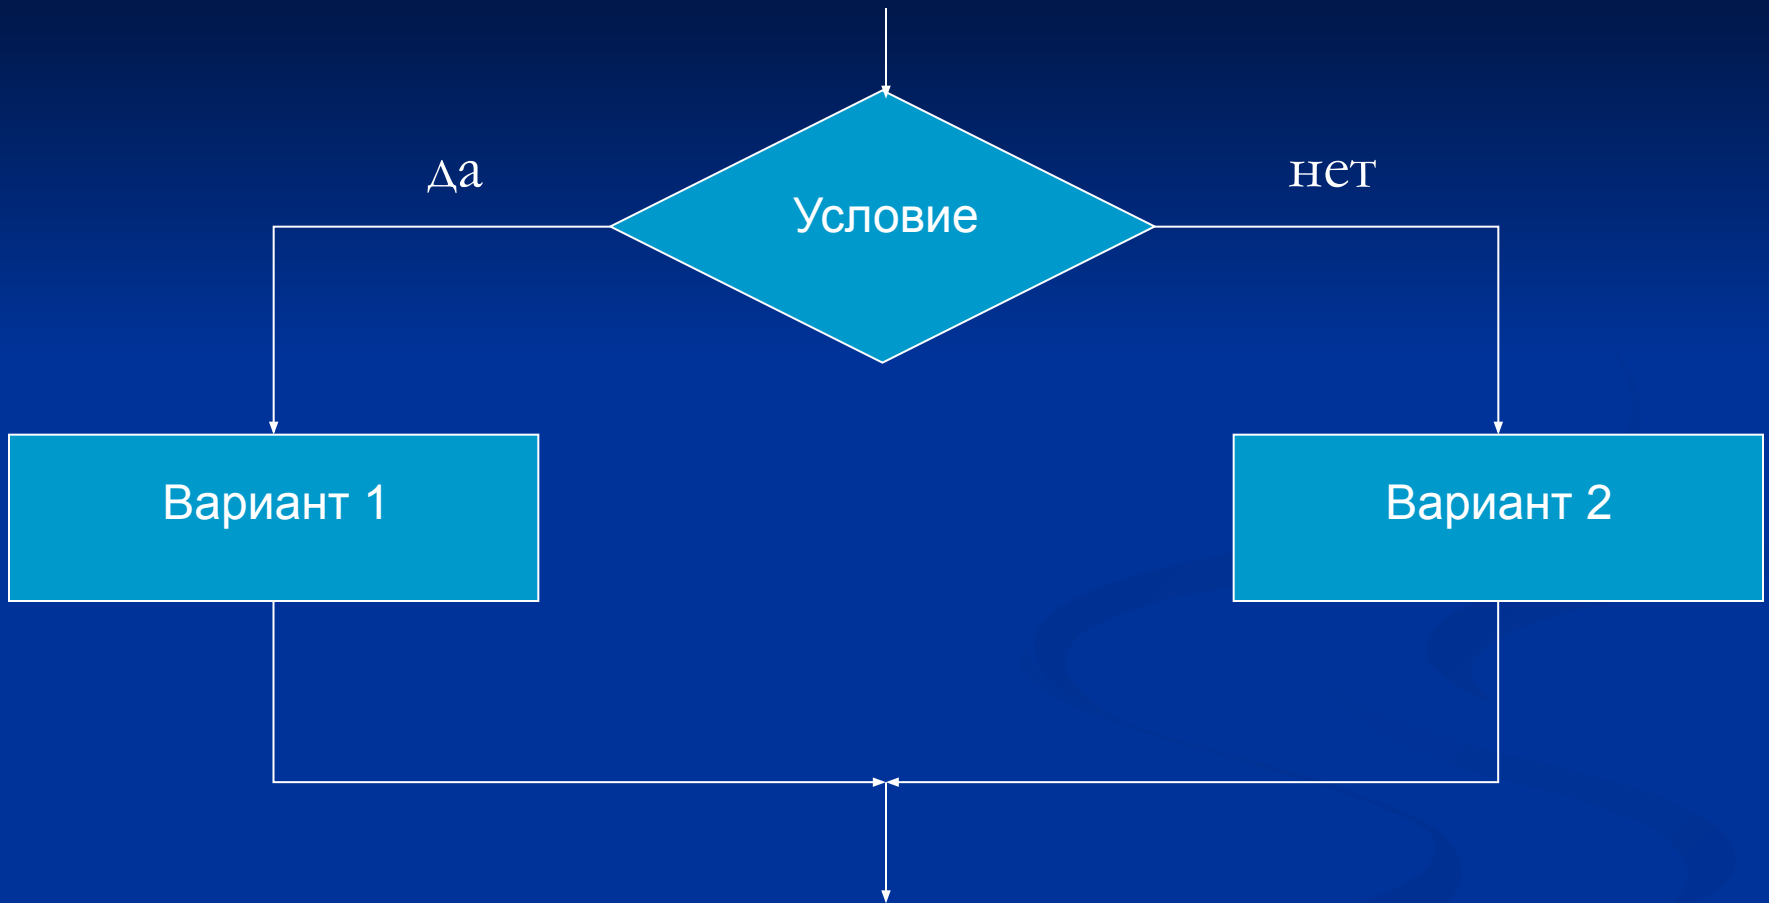 да
нет
Условие
Вариант 1
Вариант 2